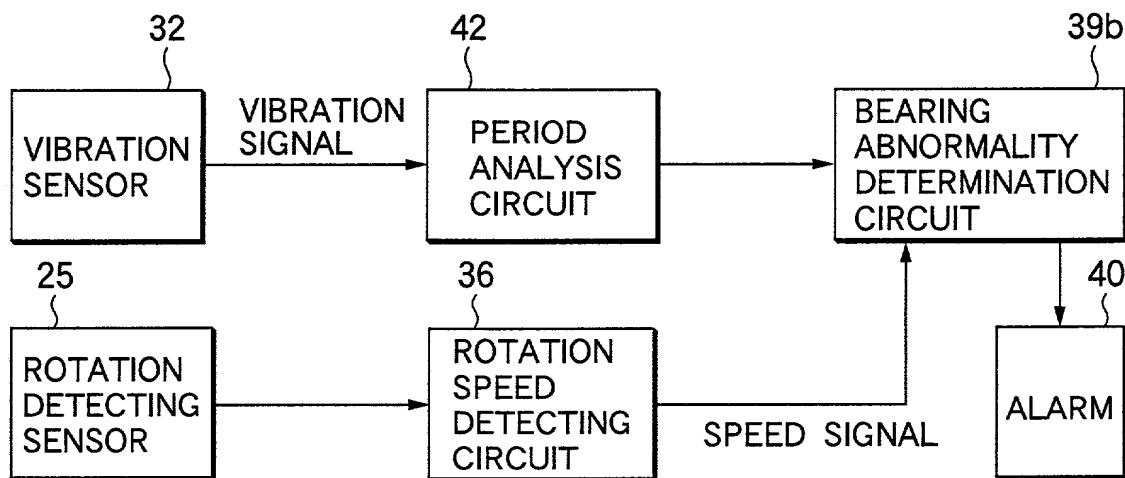 32
42
39b
VIBRATION
SENSOR
VIBRATION
SIGNAL
PERIOD
ANALYSIS
CIRCUIT
BEARING
ABNORMALITY
DETERMINATION
CIRCUIT
25
36
40
ROTATION
DETECTING
SENSOR
ROTATION
SPEED
DETECTING
CIRCUIT
SPEED SIGNAL
ALARM